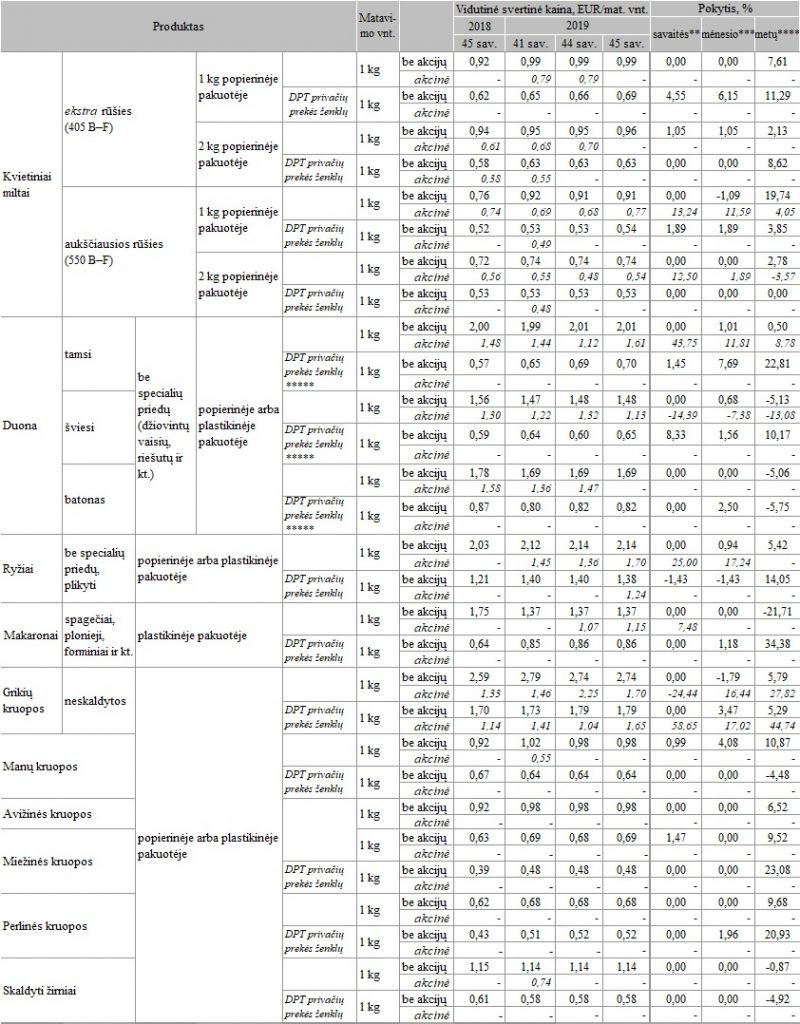 Produktas Matavi- Vidutinė svertinė kaina, EUR/mat. vnt. Pokytis, %
mo vnt. 2018 2019 savaitės** mėnesio*** metų****
45 sav. 41 sav. 44 sav. 45 sav.
Kvietiniai miltai ekstra rūšies (405 B–F) 1 kg popierinėje pakuotėje 1 kg be akcijų 0,92 0,99 0,99 0,99 0,00 0,00 7,61
akcinė - 0,79 0,79 - - - -
DPT privačių prekės ženklų 1 kg be akcijų 0,62 0,65 0,66 0,69 4,55 6,15 11,29
akcinė - - - - - - -
2 kg popierinėje pakuotėje 1 kg be akcijų 0,94 0,95 0,95 0,96 1,05 1,05 2,13
akcinė 0,61 0,68 0,70 - - - -
DPT privačių prekės ženklų 1 kg be akcijų 0,58 0,63 0,63 0,63 0,00 0,00 8,62
akcinė 0,38 0,55 - - - - -
aukščiausios rūšies (550 B–F) 1 kg popierinėje pakuotėje 1 kg be akcijų 0,76 0,92 0,91 0,91 0,00 -1,09 19,74
akcinė 0,74 0,69 0,68 0,77 13,24 11,59 4,05
DPT privačių prekės ženklų 1 kg be akcijų 0,52 0,53 0,53 0,54 1,89 1,89 3,85
akcinė - 0,49 - - - - -
2 kg popierinėje pakuotėje 1 kg be akcijų 0,72 0,74 0,74 0,74 0,00 0,00 2,78
akcinė 0,56 0,53 0,48 0,54 12,50 1,89 -3,57
DPT privačių prekės ženklų 1 kg be akcijų 0,53 0,53 0,53 0,53 0,00 0,00 0,00
akcinė - 0,48 - - - - -
Duona tamsi be specialių priedų (džiovintų vaisių, riešutų ir kt.) popierinėje arba plastikinėje pakuotėje 1 kg be akcijų 2,00 1,99 2,01 2,01 0,00 1,01 0,50
akcinė 1,48 1,44 1,12 1,61 43,75 11,81 8,78
DPT privačių prekės ženklų ***** 1 kg be akcijų 0,57 0,65 0,69 0,70 1,45 7,69 22,81
akcinė - - - - - - -
šviesi 1 kg be akcijų 1,56 1,47 1,48 1,48 0,00 0,68 -5,13
akcinė 1,30 1,22 1,32 1,13 -14,39 -7,38 -13,08
DPT privačių prekės ženklų ***** 1 kg be akcijų 0,59 0,64 0,60 0,65 8,33 1,56 10,17
akcinė - - - - - - -
batonas 1 kg be akcijų 1,78 1,69 1,69 1,69 0,00 0,00 -5,06
akcinė 1,58 1,36 1,47 - - - -
DPT privačių prekės ženklų ***** 1 kg be akcijų 0,87 0,80 0,82 0,82 0,00 2,50 -5,75
akcinė - - - - - - -
Ryžiai be specialių priedų, plikyti popierinėje arba plastikinėje pakuotėje 1 kg be akcijų 2,03 2,12 2,14 2,14 0,00 0,94 5,42
akcinė - 1,45 1,36 1,70 25,00 17,24 -
DPT privačių prekės ženklų 1 kg be akcijų 1,21 1,40 1,40 1,38 -1,43 -1,43 14,05
akcinė - - - 1,24 - - -
Makaronai spagečiai, plonieji, forminiai ir kt. plastikinėje pakuotėje 1 kg be akcijų 1,75 1,37 1,37 1,37 0,00 0,00 -21,71
akcinė - - 1,07 1,15 7,48 - -
DPT privačių prekės ženklų 1 kg be akcijų 0,64 0,85 0,86 0,86 0,00 1,18 34,38
akcinė - - - - - - -
Grikių kruopos neskaldytos popierinėje arba plastikinėje pakuotėje 1 kg be akcijų 2,59 2,79 2,74 2,74 0,00 -1,79 5,79
akcinė 1,33 1,46 2,25 1,70 -24,44 16,44 27,82
DPT privačių prekės ženklų 1 kg be akcijų 1,70 1,73 1,79 1,79 0,00 3,47 5,29
akcinė 1,14 1,41 1,04 1,65 58,65 17,02 44,74
Manų kruopos 1 kg be akcijų 0,92 1,02 0,98 0,98 0,99 4,08 10,87
akcinė - 0,55 - - - - -
DPT privačių prekės ženklų 1 kg be akcijų 0,67 0,64 0,64 0,64 0,00 0,00 -4,48
akcinė - - - - - - -
Avižinės kruopos 1 kg be akcijų 0,92 0,98 0,98 0,98 0,00 0,00 6,52
akcinė - - - - - - -
Miežinės kruopos 1 kg be akcijų 0,63 0,69 0,68 0,69 1,47 0,00 9,52
akcinė - - - - - - -
DPT privačių prekės ženklų 1 kg be akcijų 0,39 0,48 0,48 0,48 0,00 0,00 23,08
akcinė - - - - - - -
Perlinės kruopos 1 kg be akcijų 0,62 0,68 0,68 0,68 0,00 0,00 9,68
akcinė - - - - - - -
DPT privačių prekės ženklų 1 kg be akcijų 0,43 0,51 0,52 0,52 0,00 1,96 20,93
akcinė - - - - - - -
Skaldyti žirniai 1 kg be akcijų 1,15 1,14 1,14 1,14 0,00 0,00 -0,87
akcinė - 0,74 - - - - -
DPT privačių prekės ženklų 1 kg be akcijų 0,61 0,58 0,58 0,58 0,00 0,00 -4,92
akcinė - - - - - - -